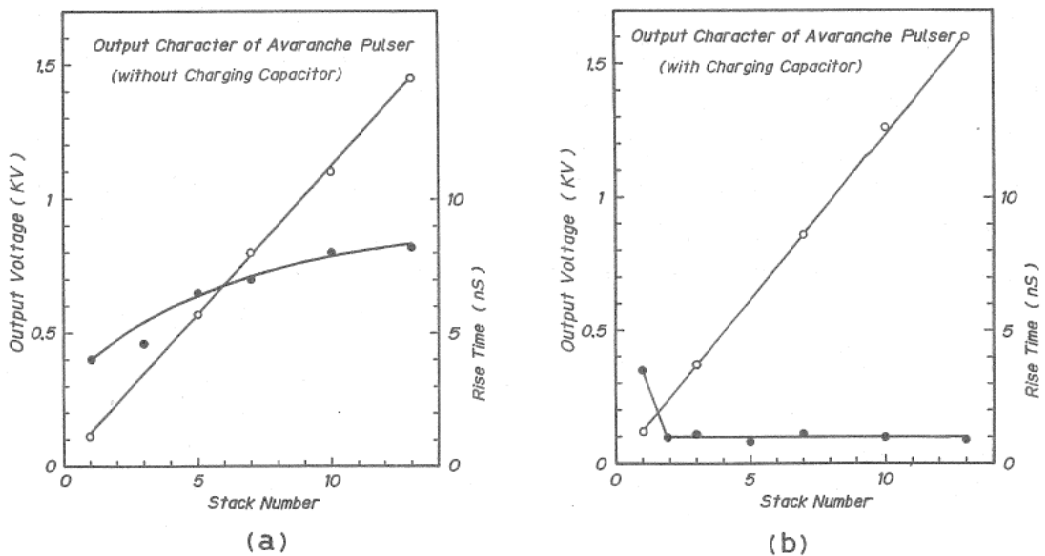 Output Character of Avaranche Pulser
(without Charging Capacitor)
1.5
1
0.5
0
Output Voltage (KV)
10
5
0
Rise Time (nS)
0 5 10
Stack Number
(a)
Output Character of Avaranche Pulser
(with Charging Capacitor)
1.5
1
0.5
0
Output Voltage (KV)
10
5
0
Rise Time (nS)
0 5 10
Stack Number
(b)